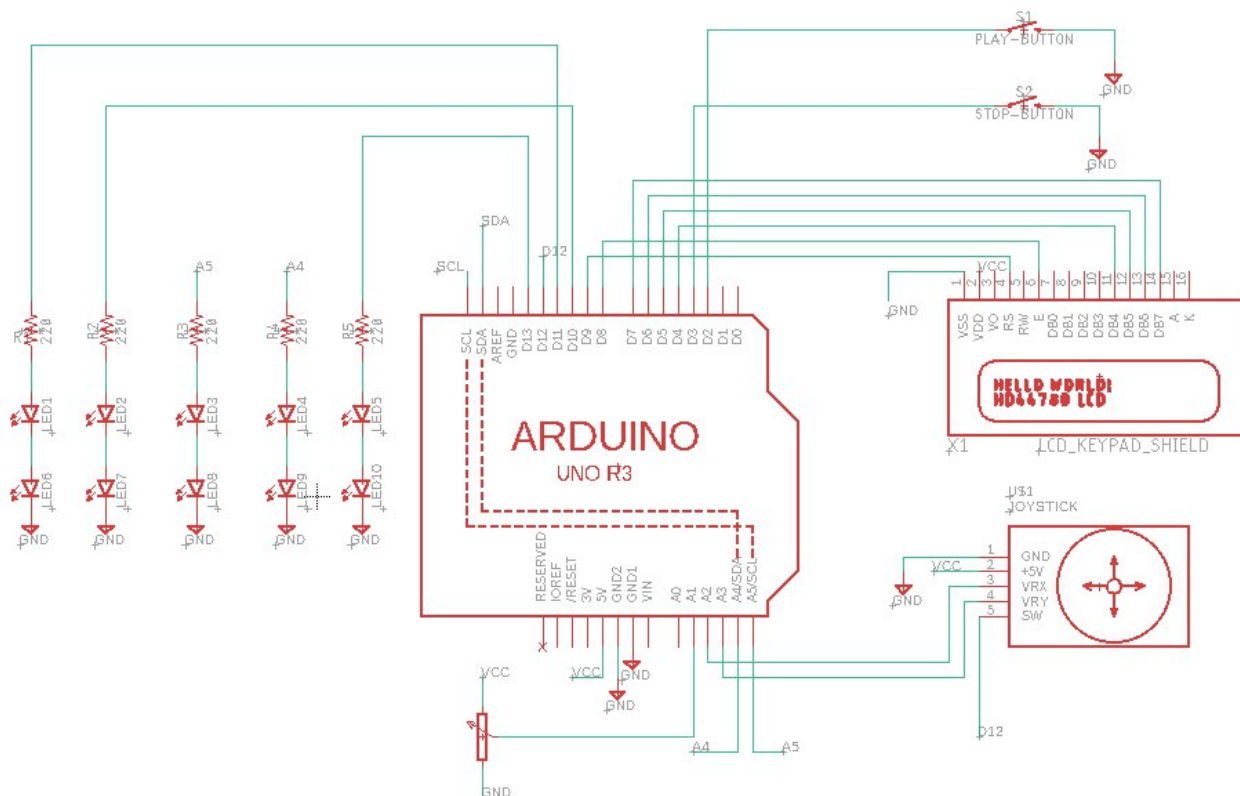 S1
PLAY-BUTTON
GND
S2
STOP-BUTTON
GND
SDA
D12
SCL
A5
A4
VCC
GND
R2
220
R3
220
R4
220
R5
220
220
LED1
LED2
LED3
LED4
LED5
LED6
LED7
LED8
LED9
LED10
GND
GND
GND
GND
GND
SCL
SDA
AREF
GND
D13
D12
D11
D10
D9
D8
D7
D6
D5
D4
D3
D2
D1
D0
ARDUINO
UNO R3
RESERVED
IOREF
/RESET
3V
5V
GND2
GND1
VIN
A0
A1
A2
A3
A4/SDA
A5/SCL
1
2
3
4
5
6
7
8
9
10
11
12
13
14
15
16
VSS
VDD
VO
RS
RW
E
DB0
DB1
DB2
DB3
DB4
DB5
DB6
DB7
A
K
HELLO WORLD!
HD44780 LCD
X1
LCD_KEYPAD_SHIELD
U$1
JOYSTICK
1 GND
2 +5V
3 VRX
4 VRY
5 SW
VCC
GND
D12
VCC
GND
GND
VCC
A4
A5
GND